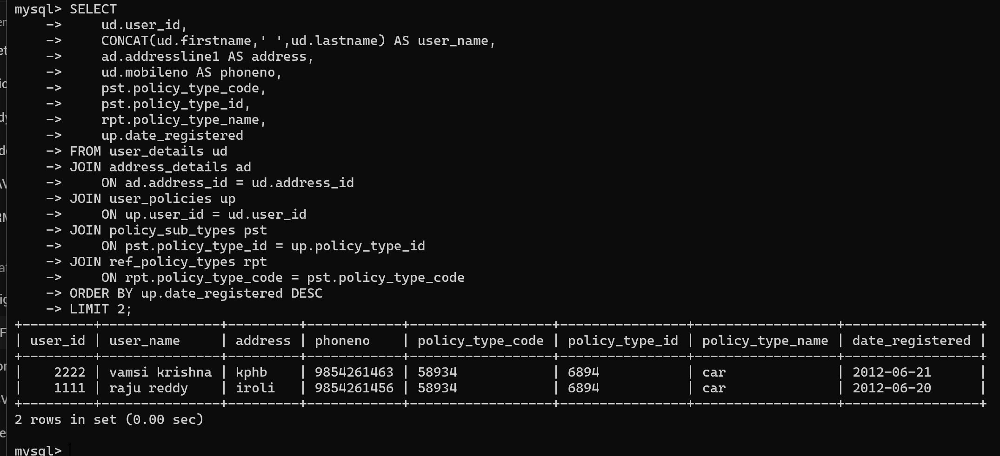 mysql> SELECT
    ->     ud.user_id,
    ->     CONCAT(ud.firstname,' ',ud.lastname) AS user_name,
    ->     ad.addressline1 AS address,
    ->     ud.mobileno AS phoneno,
    ->     pst.policy_type_code,
    ->     pst.policy_type_id,
    ->     rpt.policy_type_name,
    ->     up.date_registered
    -> FROM user_details ud
    -> JOIN address_details ad
    ->     ON ad.address_id = ud.address_id
    -> JOIN user_policies up
    ->     ON up.user_id = ud.user_id
    -> JOIN policy_sub_types pst
    ->     ON pst.policy_type_id = up.policy_type_id
    -> JOIN ref_policy_types rpt
    ->     ON rpt.policy_type_code = pst.policy_type_code
    -> ORDER BY up.date_registered DESC
    -> LIMIT 2;
+---------+---------------+---------+------------+-------------------+----------------+------------------+-----------------+
| user_id | user_name     | address | phoneno    | policy_type_code | policy_type_id | policy_type_name | date_registered |
+---------+---------------+---------+------------+-------------------+----------------+------------------+-----------------+
|    2222 | vamsi krishna | kphb    | 9854261463 | 58934            | 6894           | car              | 2012-06-21      |
|    1111 | raju reddy    | iroli   | 9854261456 | 58934            | 6894           | car              | 2012-06-20      |
+---------+---------------+---------+------------+-------------------+----------------+------------------+-----------------+
2 rows in set (0.00 sec)
mysql>